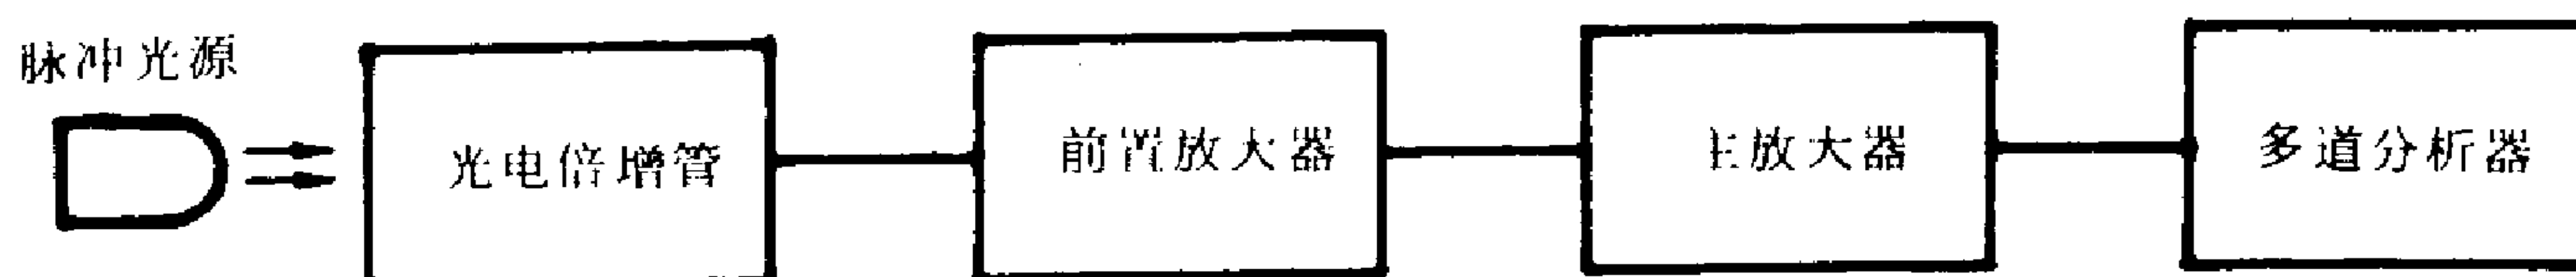 脉冲光源
光电倍增管
前置放大器
主放大器
多道分析器